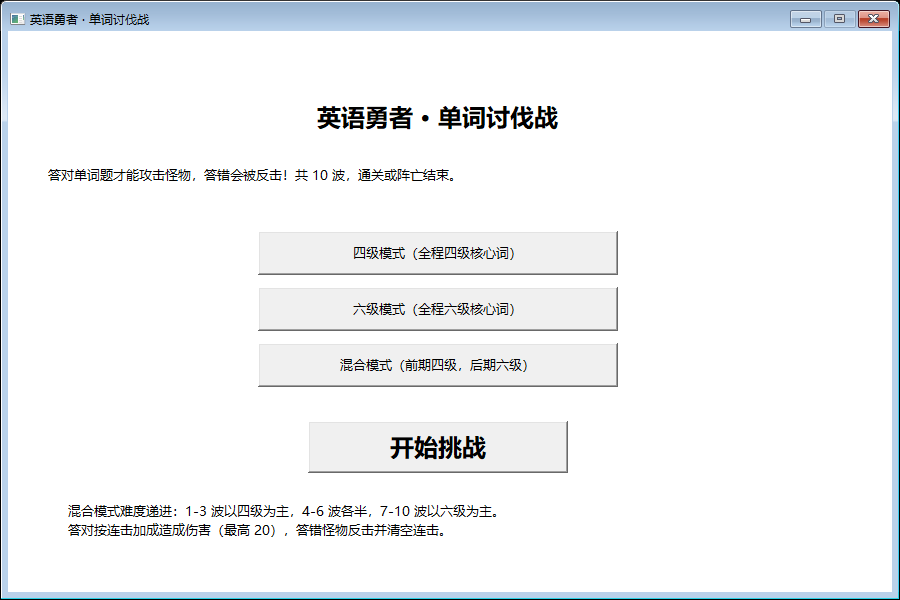 英语勇者 · 单词讨伐战
英语勇者 · 单词讨伐战
答对单词题才能攻击怪物，答错会被反击！共 10 波，通关或阵亡结束。
四级模式（全程四级核心词）
六级模式（全程六级核心词）
混合模式（前期四级，后期六级）
开始挑战
混合模式难度递进：1-3 波以四级为主，4-6 波各半，7-10 波以六级为主。
答对按连击加成造成伤害（最高 20），答错怪物反击并清空连击。